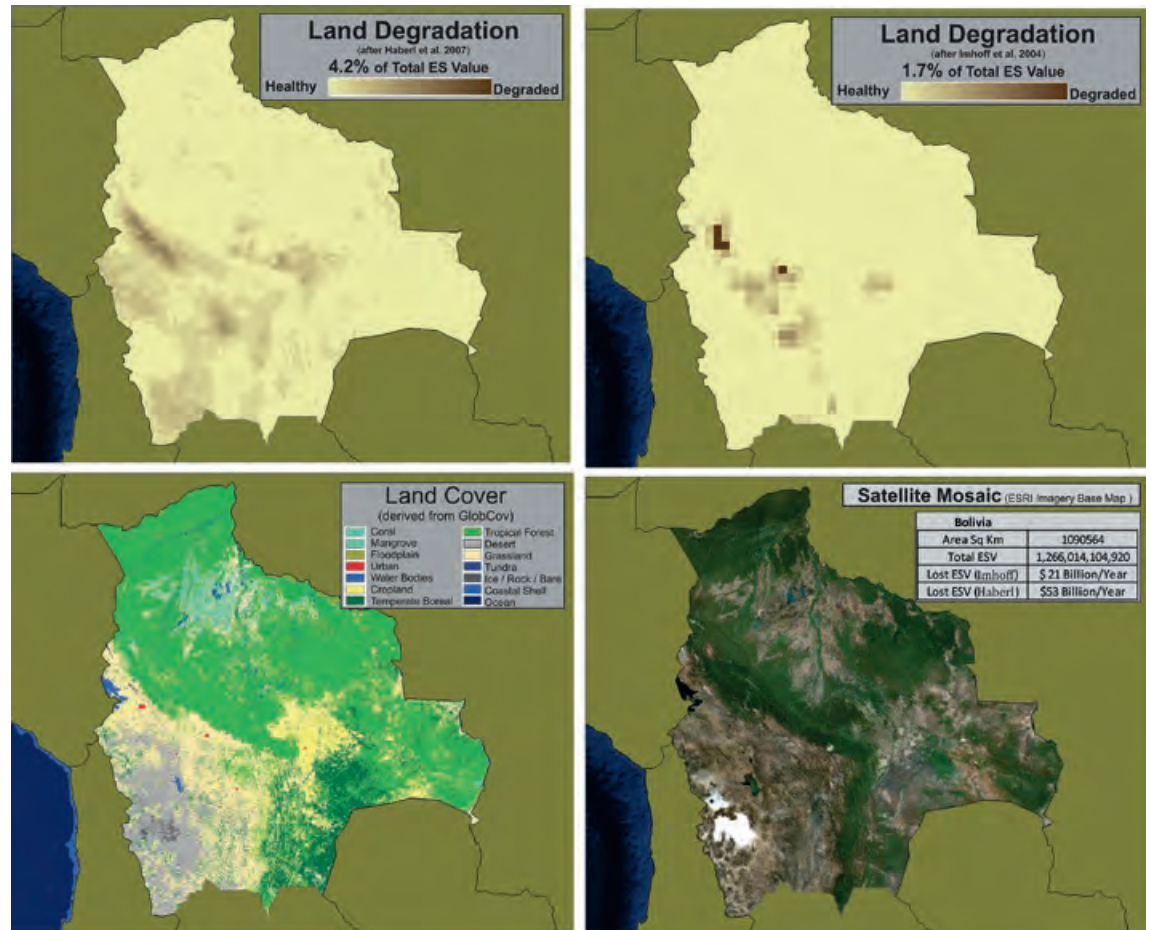 Land Degradation
(after Haberl et al. 2007)
4.2% of Total ES Value
Healthy Degraded
Land Degradation
(after Imhoff et al. 2004)
1.7% of Total ES Value
Healthy Degraded
Land Cover
(derived from GlobCov)
Coral Tropical Forest
Mangrove Desert
Floodplain Grassland
Urban Tundra
Water Bodies Ice / Rock / Bare
Cropland Coastal Shelf
Temperate Boreal Ocean
Satellite Mosaic (ESRI Imagery Base Map )
Bolivia
Area Sq Km 1090564
Total ESV 1,266,014,104,920
Lost ESV (Imhoff) $ 21 Billion/Year
Lost ESV (Haberl) $53 Billion/Year